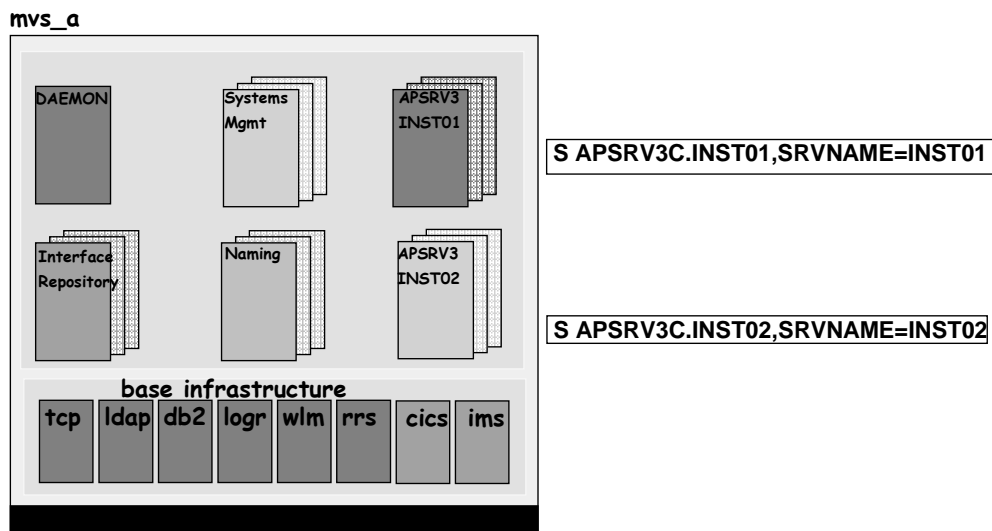 mvs_a
DAEMON
Systems
Mgmt
APSRV3
INST01
S APSRV3C.INST01,SRVNAME=INST01
Interface
Repository
Naming
APSRV3
INST02
S APSRV3C.INST02,SRVNAME=INST02
base infrastructure
tcp ldap db2 logr wlm rrs cics ims